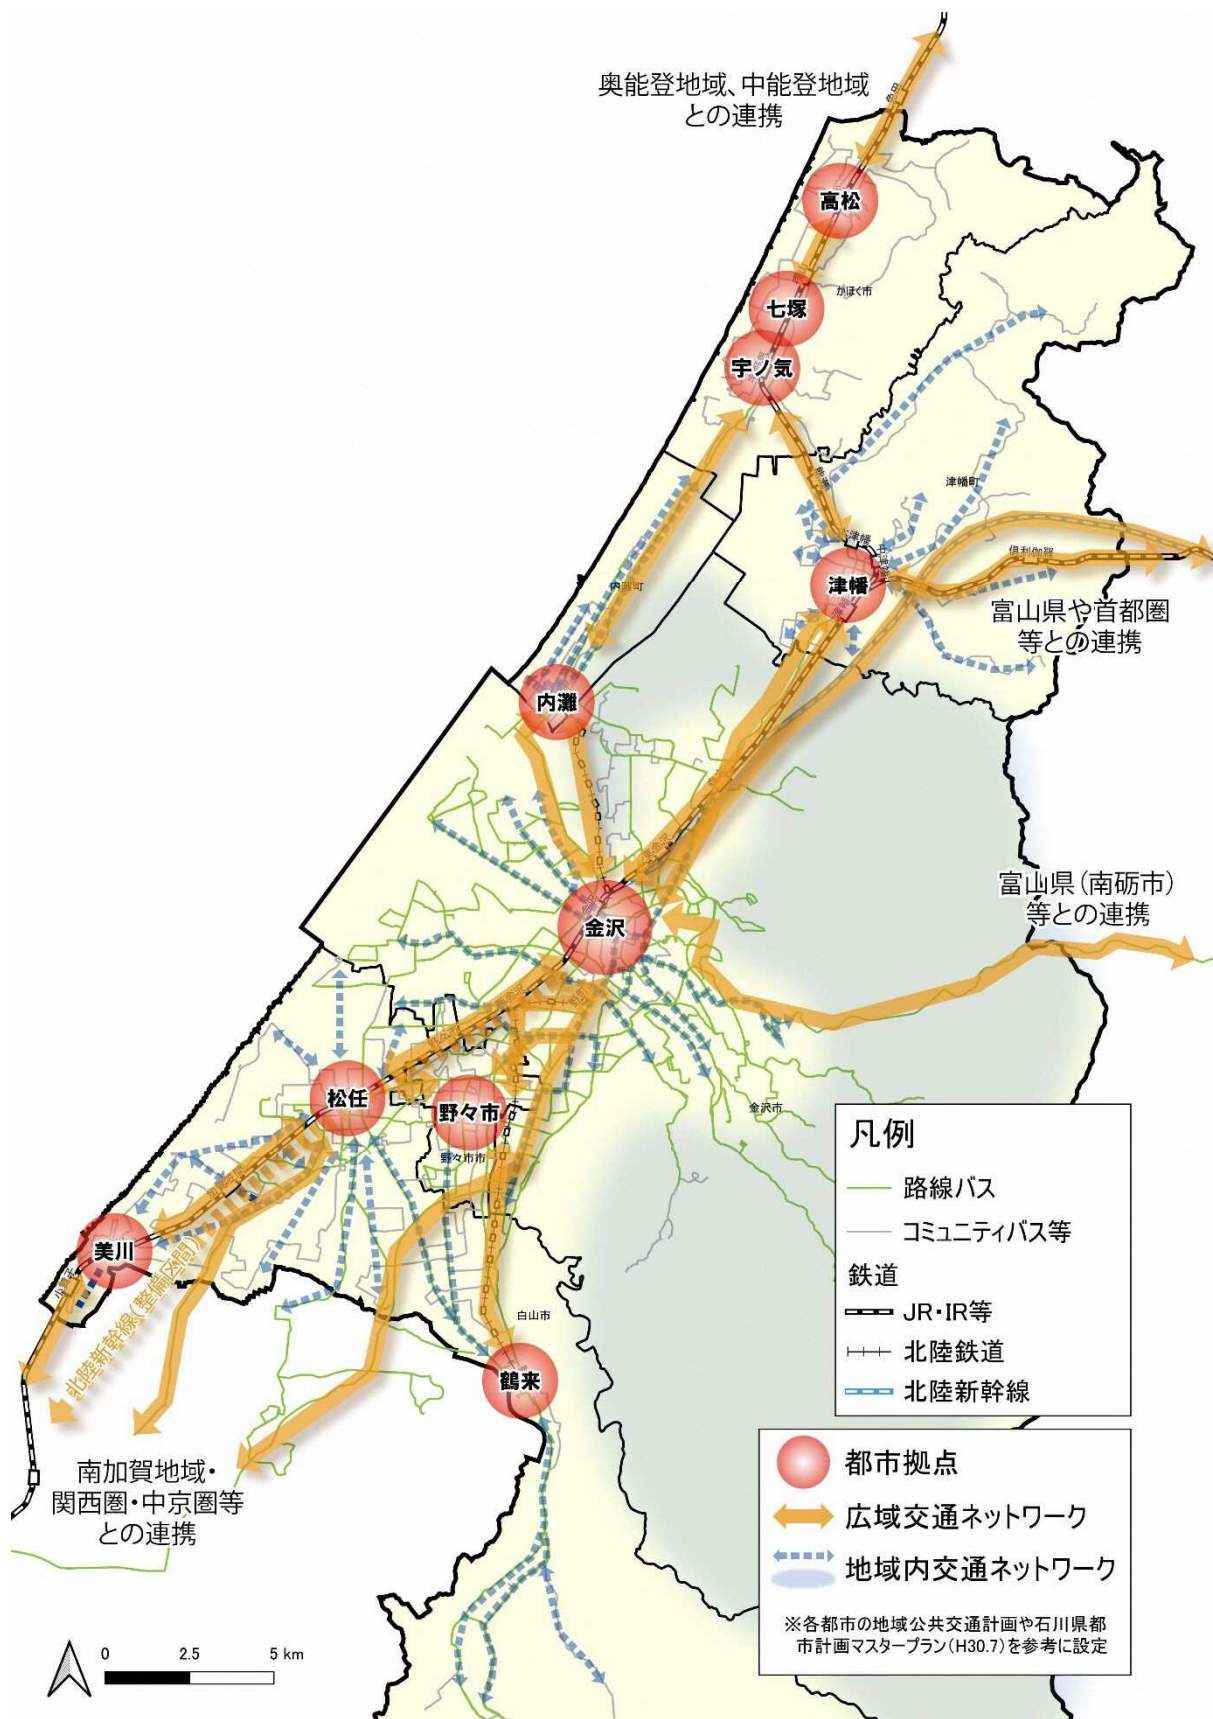 奥能登地域、中能登地域
との連携
高松
七塚
かほく市
宇ノ気
津幡町
津幡
倶利伽羅
内灘町
富山県や首都圏
等との連携
内灘
富山県（南砺市）
等との連携
金沢
松任
野々市
野々市市
金沢市
美川
小舞子
北陸新幹線(整備区間)
白山市
鶴来
南加賀地域・
関西圏・中京圏等
との連携
凡例
路線バス
コミュニティバス等
鉄道
JR・IR等
北陸鉄道
北陸新幹線
都市拠点
広域交通ネットワーク
地域内交通ネットワーク
※各都市の地域公共交通計画や石川県都
市計画マスタープラン(H30.7)を参考に設定
0 2.5 5 km